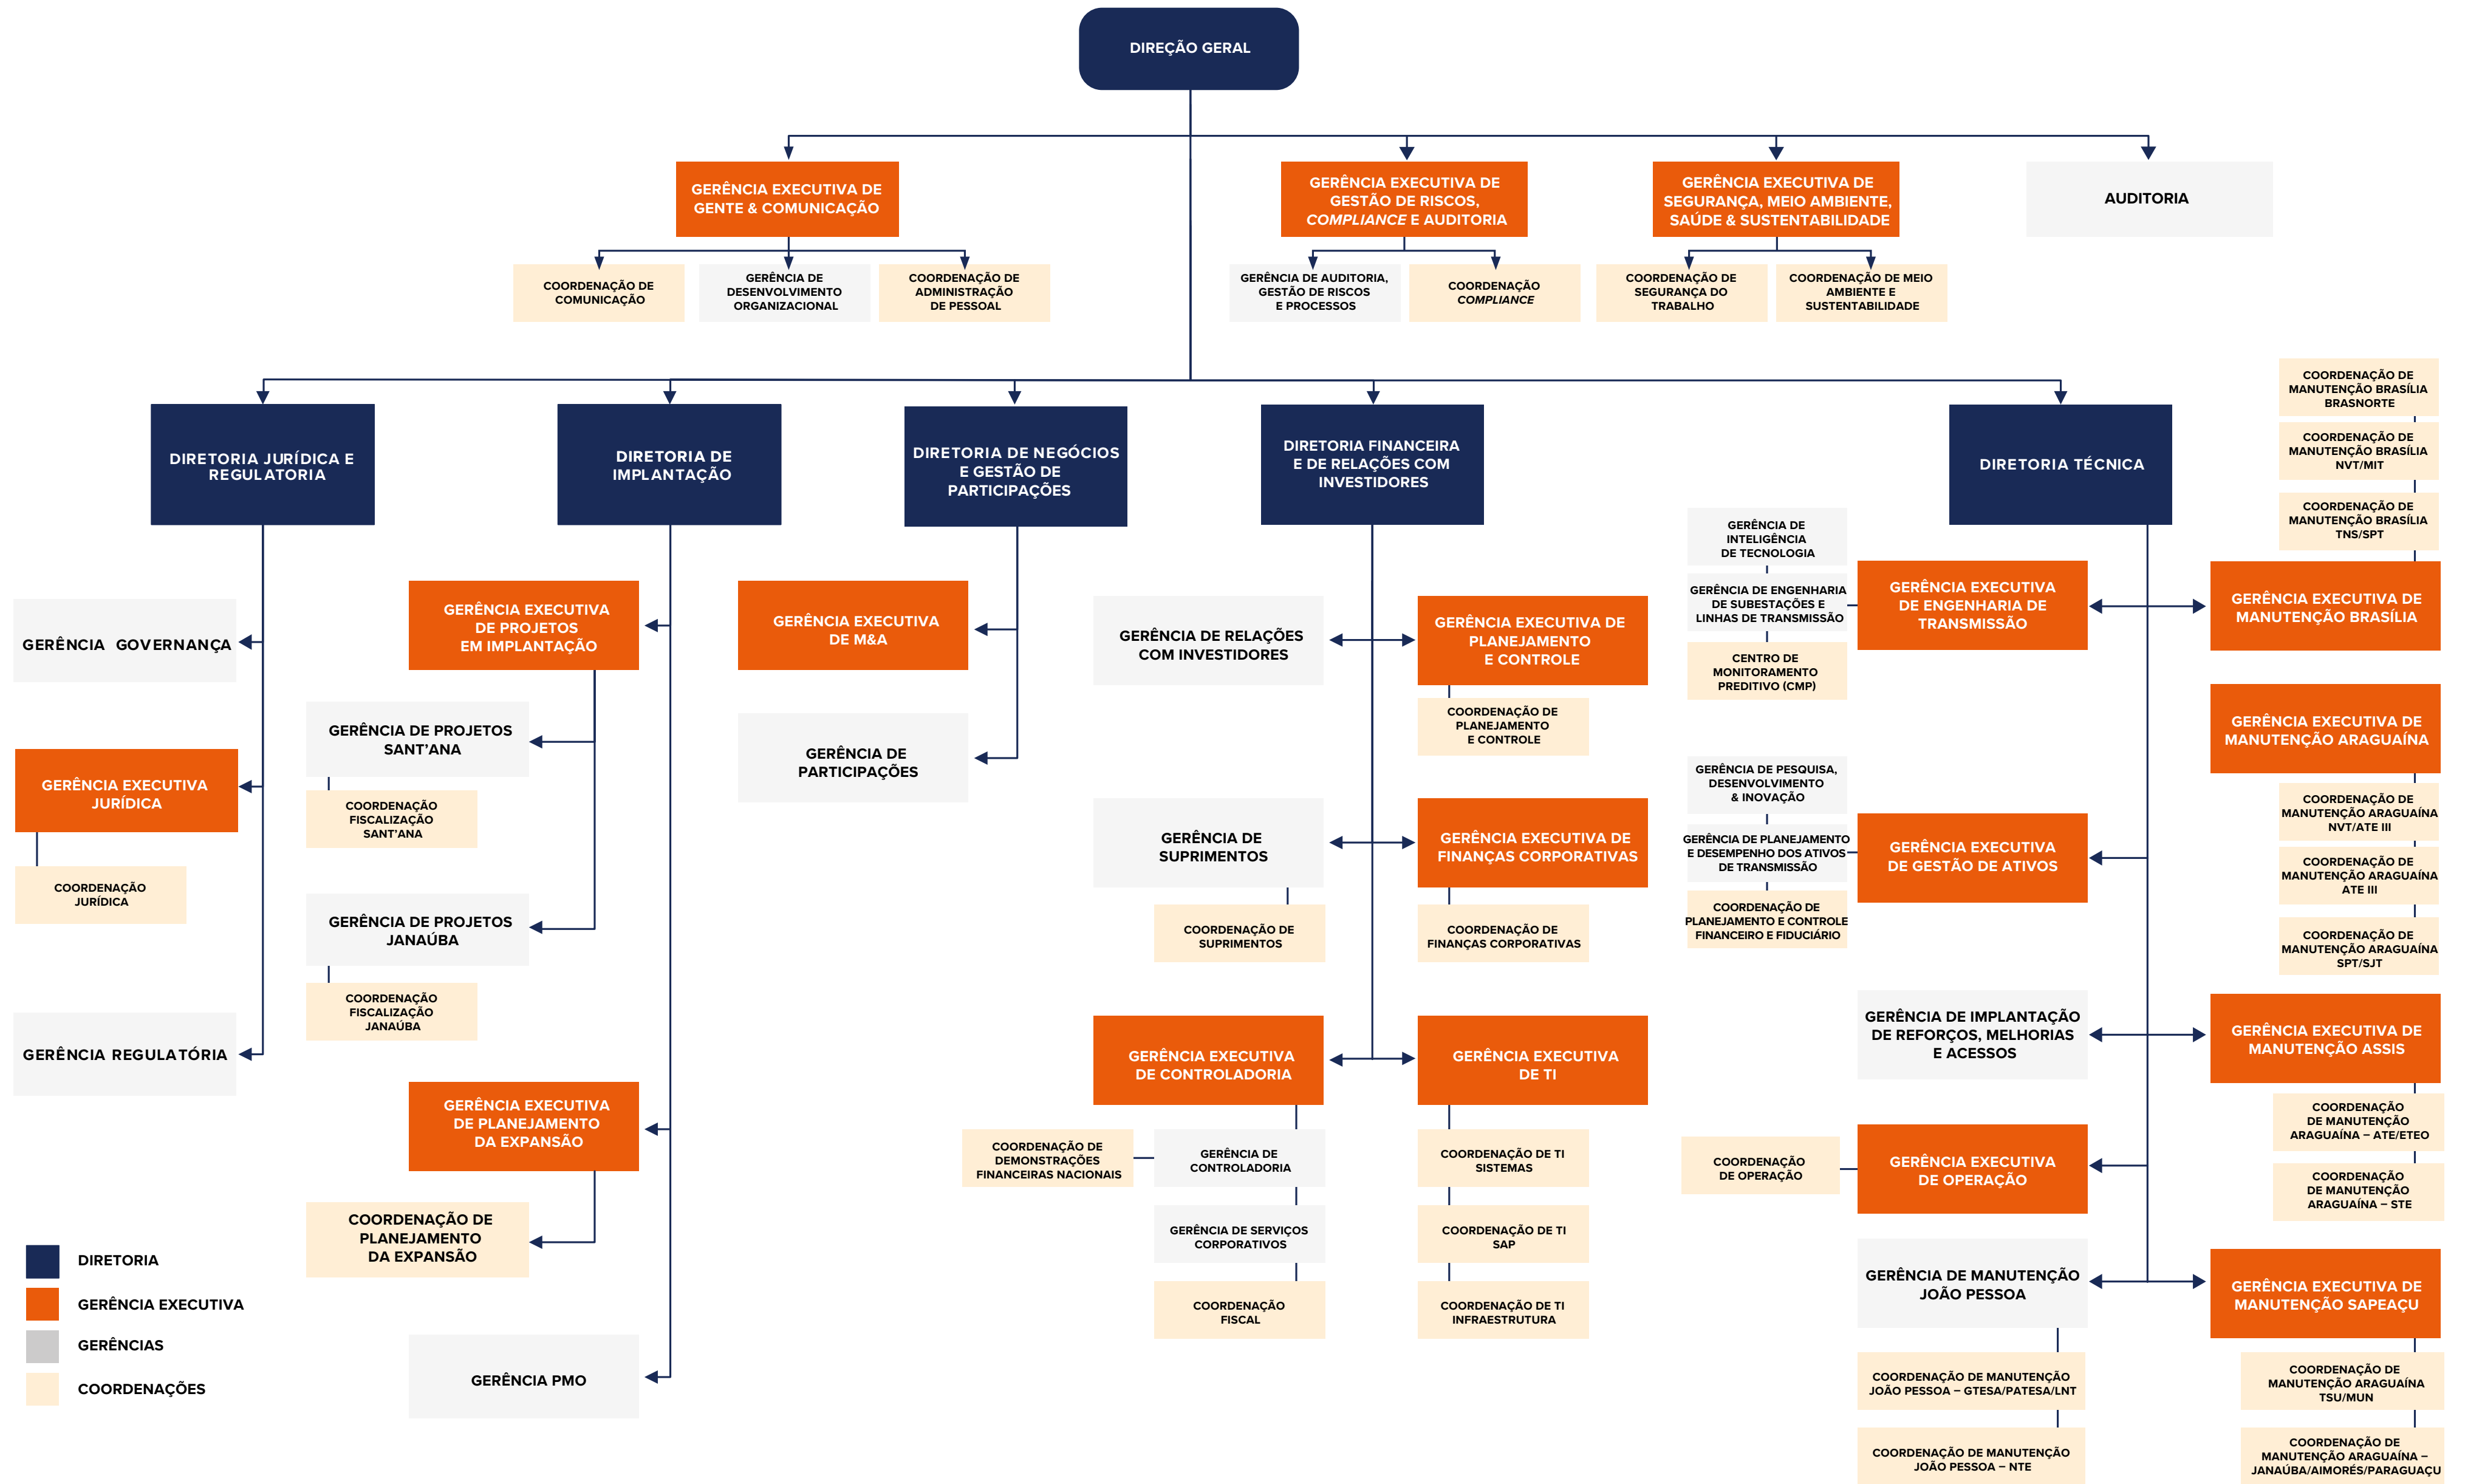 DIREÇÃO GERAL
GERÊNCIA EXECUTIVA DE
GENTE & COMUNICAÇÃO
GERÊNCIA EXECUTIVA DE
GESTÃO DE RISCOS,
COMPLIANCE E AUDITORIA
GERÊNCIA EXECUTIVA DE
SEGURANÇA, MEIO AMBIENTE,
SAÚDE & SUSTENTABILIDADE
AUDITORIA
COORDENAÇÃO DE
COMUNICAÇÃO
GERÊNCIA DE
DESENVOLVIMENTO
ORGANIZACIONAL
COORDENAÇÃO DE
ADMINISTRAÇÃO
DE PESSOAL
GERÊNCIA DE AUDITORIA,
GESTÃO DE RISCOS
E PROCESSOS
COORDENAÇÃO
COMPLIANCE
COORDENAÇÃO DE
SEGURANÇA DO
TRABALHO
COORDENAÇÃO DE MEIO
AMBIENTE E
SUSTENTABILIDADE
DIRETORIA JURÍDICA E
REGULATORIA
GERÊNCIA GOVERNANÇA
GERÊNCIA EXECUTIVA
JURÍDICA
COORDENAÇÃO
JURÍDICA
GERÊNCIA REGULATÓRIA
DIRETORIA DE
IMPLANTAÇÃO
GERÊNCIA EXECUTIVA
DE PROJETOS
EM IMPLANTAÇÃO
GERÊNCIA DE PROJETOS
SANT’ANA
COORDENAÇÃO
FISCALIZAÇÃO
SANT’ANA
GERÊNCIA DE PROJETOS
JANAÚBA
COORDENAÇÃO
FISCALIZAÇÃO
JANAÚBA
GERÊNCIA EXECUTIVA
DE PLANEJAMENTO
DA EXPANSÃO
COORDENAÇÃO DE
PLANEJAMENTO
DA EXPANSÃO
GERÊNCIA PMO
DIRETORIA DE NEGÓCIOS
E GESTÃO DE
PARTICIPAÇÕES
GERÊNCIA EXECUTIVA
DE M&A
GERÊNCIA DE
PARTICIPAÇÕES
DIRETORIA FINANCEIRA
E DE RELAÇÕES COM
INVESTIDORES
GERÊNCIA DE RELAÇÕES
COM INVESTIDORES
GERÊNCIA EXECUTIVA DE
PLANEJAMENTO
E CONTROLE
COORDENAÇÃO DE
PLANEJAMENTO
E CONTROLE
GERÊNCIA DE
SUPRIMENTOS
COORDENAÇÃO DE
SUPRIMENTOS
GERÊNCIA EXECUTIVA DE
FINANÇAS CORPORATIVAS
COORDENAÇÃO DE
FINANÇAS CORPORATIVAS
GERÊNCIA EXECUTIVA
DE CONTROLADORIA
COORDENAÇÃO DE
DEMONSTRAÇÕES
FINANCEIRAS NACIONAIS
GERÊNCIA DE
CONTROLADORIA
GERÊNCIA DE SERVIÇOS
CORPORATIVOS
COORDENAÇÃO
FISCAL
GERÊNCIA EXECUTIVA
DE TI
COORDENAÇÃO DE TI
SISTEMAS
COORDENAÇÃO DE TI
SAP
COORDENAÇÃO DE TI
INFRAESTRUTURA
DIRETORIA TÉCNICA
GERÊNCIA DE
INTELIGÊNCIA
DE TECNOLOGIA
GERÊNCIA DE ENGENHARIA
DE SUBESTAÇÕES E
LINHAS DE TRANSMISSÃO
CENTRO DE
MONITORAMENTO
PREDITIVO (CMP)
GERÊNCIA EXECUTIVA
DE ENGENHARIA DE
TRANSMISSÃO
GERÊNCIA DE PESQUISA,
DESENVOLVIMENTO
& INOVAÇÃO
GERÊNCIA DE PLANEJAMENTO
E DESEMPENHO DOS ATIVOS
DE TRANSMISSÃO
COORDENAÇÃO DE
PLANEJAMENTO E CONTROLE
FINANCEIRO E FIDUCIÁRIO
GERÊNCIA EXECUTIVA
DE GESTÃO DE ATIVOS
GERÊNCIA DE IMPLANTAÇÃO
DE REFORÇOS, MELHORIAS
E ACESSOS
COORDENAÇÃO
DE OPERAÇÃO
GERÊNCIA EXECUTIVA
DE OPERAÇÃO
GERÊNCIA DE MANUTENÇÃO
JOÃO PESSOA
COORDENAÇÃO DE MANUTENÇÃO
JOÃO PESSOA – GTESA/PATESA/LNT
COORDENAÇÃO DE MANUTENÇÃO
JOÃO PESSOA – NTE
COORDENAÇÃO DE
MANUTENÇÃO BRASÍLIA
BRASNORTE
COORDENAÇÃO DE
MANUTENÇÃO BRASÍLIA
NVT/MIT
COORDENAÇÃO DE
MANUTENÇÃO BRASÍLIA
TNS/SPT
GERÊNCIA EXECUTIVA DE
MANUTENÇÃO BRASÍLIA
GERÊNCIA EXECUTIVA DE
MANUTENÇÃO ARAGUAÍNA
COORDENAÇÃO DE
MANUTENÇÃO ARAGUAÍNA
NVT/ATE III
COORDENAÇÃO DE
MANUTENÇÃO ARAGUAÍNA
ATE III
COORDENAÇÃO DE
MANUTENÇÃO ARAGUAÍNA
SPT/SJT
GERÊNCIA EXECUTIVA DE
MANUTENÇÃO ASSIS
COORDENAÇÃO
DE MANUTENÇÃO
ARAGUAÍNA – ATE/ETEO
COORDENAÇÃO
DE MANUTENÇÃO
ARAGUAÍNA – STE
GERÊNCIA EXECUTIVA DE
MANUTENÇÃO SAPEAÇU
COORDENAÇÃO DE
MANUTENÇÃO ARAGUAÍNA
TSU/MUN
COORDENAÇÃO DE
MANUTENÇÃO ARAGUAÍNA –
JANAÚBA/AIMORÉS/PARAGUAÇU
DIRETORIA
GERÊNCIA EXECUTIVA
GERÊNCIAS
COORDENAÇÕES